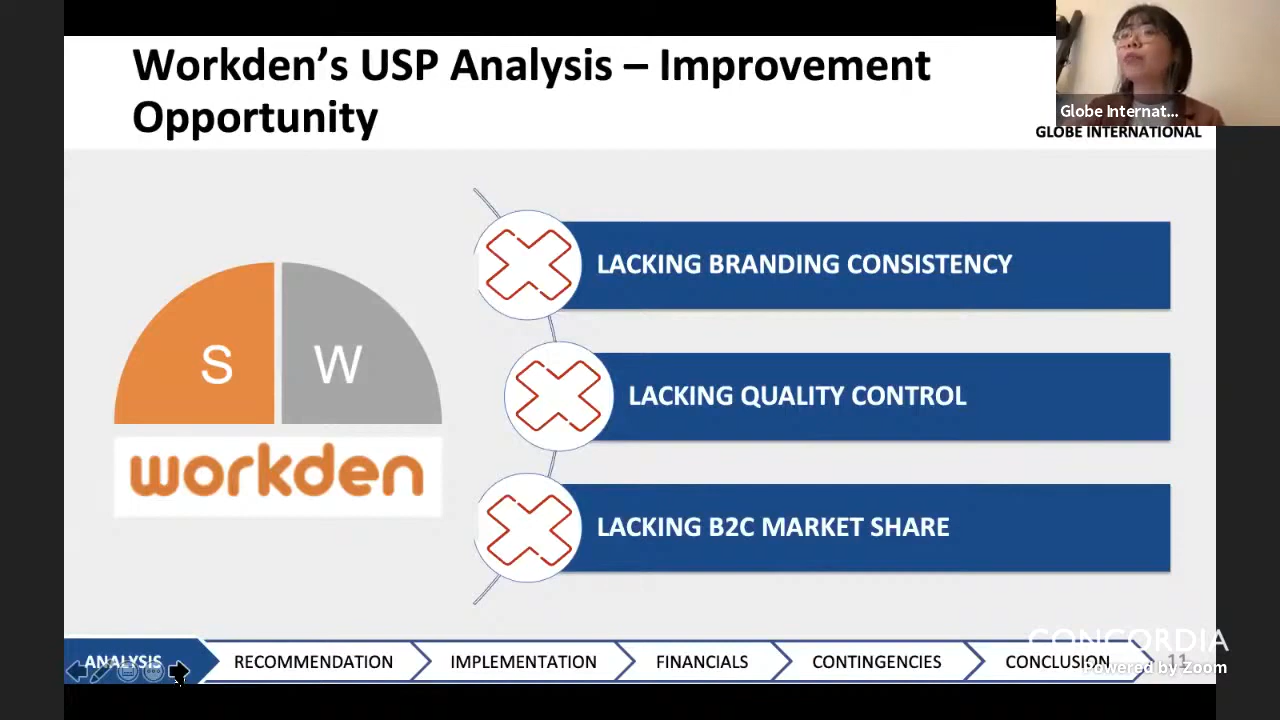 Workden’s USP Analysis – Improvement
Opportunity
Globe Internat...
GLOBE INTERNATIONAL
LACKING BRANDING CONSISTENCY
S
W
LACKING QUALITY CONTROL
workden
LACKING B2C MARKET SHARE
CONCORDIA
ANALYSIS
RECOMMENDATION
IMPLEMENTATION
FINANCIALS
CONTINGENCIES
CONCLUSION
11
Powered by Zoom